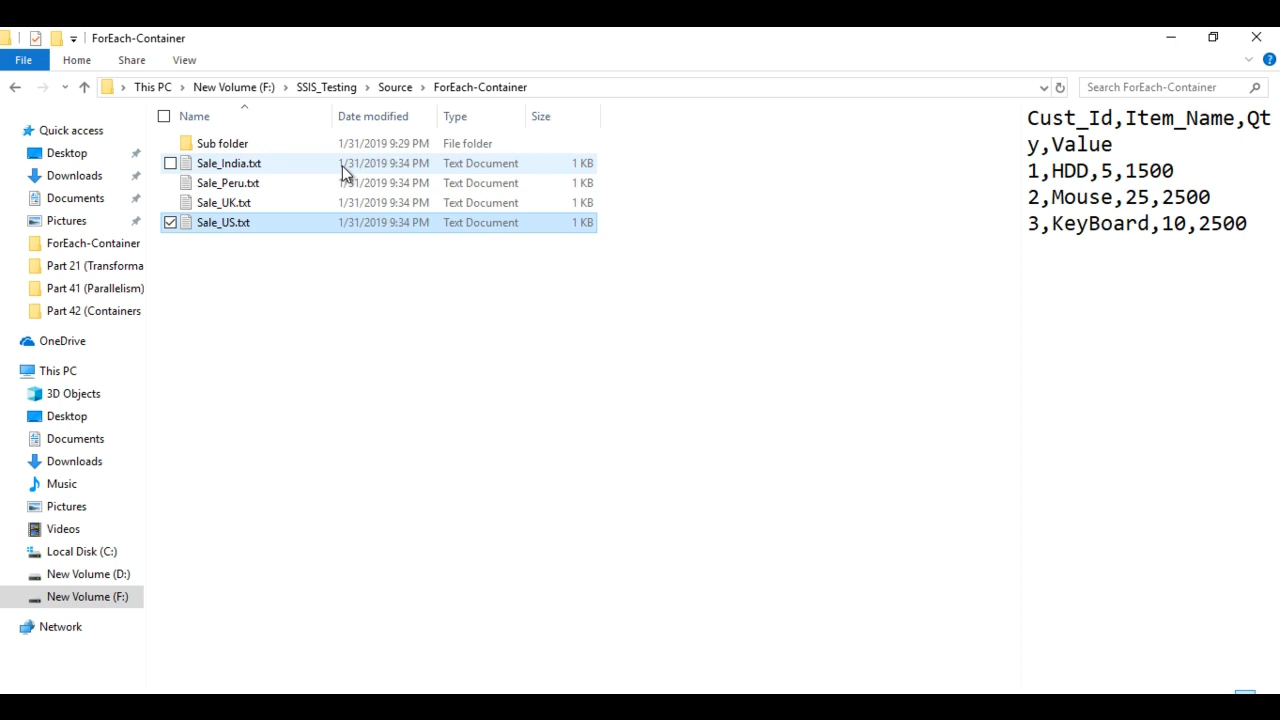 ForEach-Container
File Home Share View
This PC New Volume (F:) SSIS_Testing Source ForEach-Container
Search ForEach-Container
Name Date modified Type Size
Sub folder 1/31/2019 9:29 PM File folder
Sale_India.txt 1/31/2019 9:34 PM Text Document 1 KB
Sale_Peru.txt 1/31/2019 9:34 PM Text Document 1 KB
Sale_UK.txt 1/31/2019 9:34 PM Text Document 1 KB
Sale_US.txt 1/31/2019 9:34 PM Text Document 1 KB
Quick access
Desktop
Downloads
Documents
Pictures
ForEach-Container
Part 21 (Transforma
Part 41 (Parallelism)
Part 42 (Containers
OneDrive
This PC
3D Objects
Desktop
Documents
Downloads
Music
Pictures
Videos
Local Disk (C:)
New Volume (D:)
New Volume (F:)
Network
Cust_Id,Item_Name,Qt
y,Value
1,HDD,5,1500
2,Mouse,25,2500
3,KeyBoard,10,2500